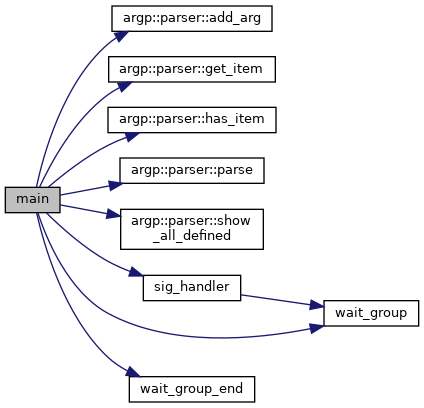 argp::parser::add_arg
argp::parser::get_item
argp::parser::has_item
argp::parser::parse
main
argp::parser::show
_all_defined
sig_handler
wait_group
wait_group_end